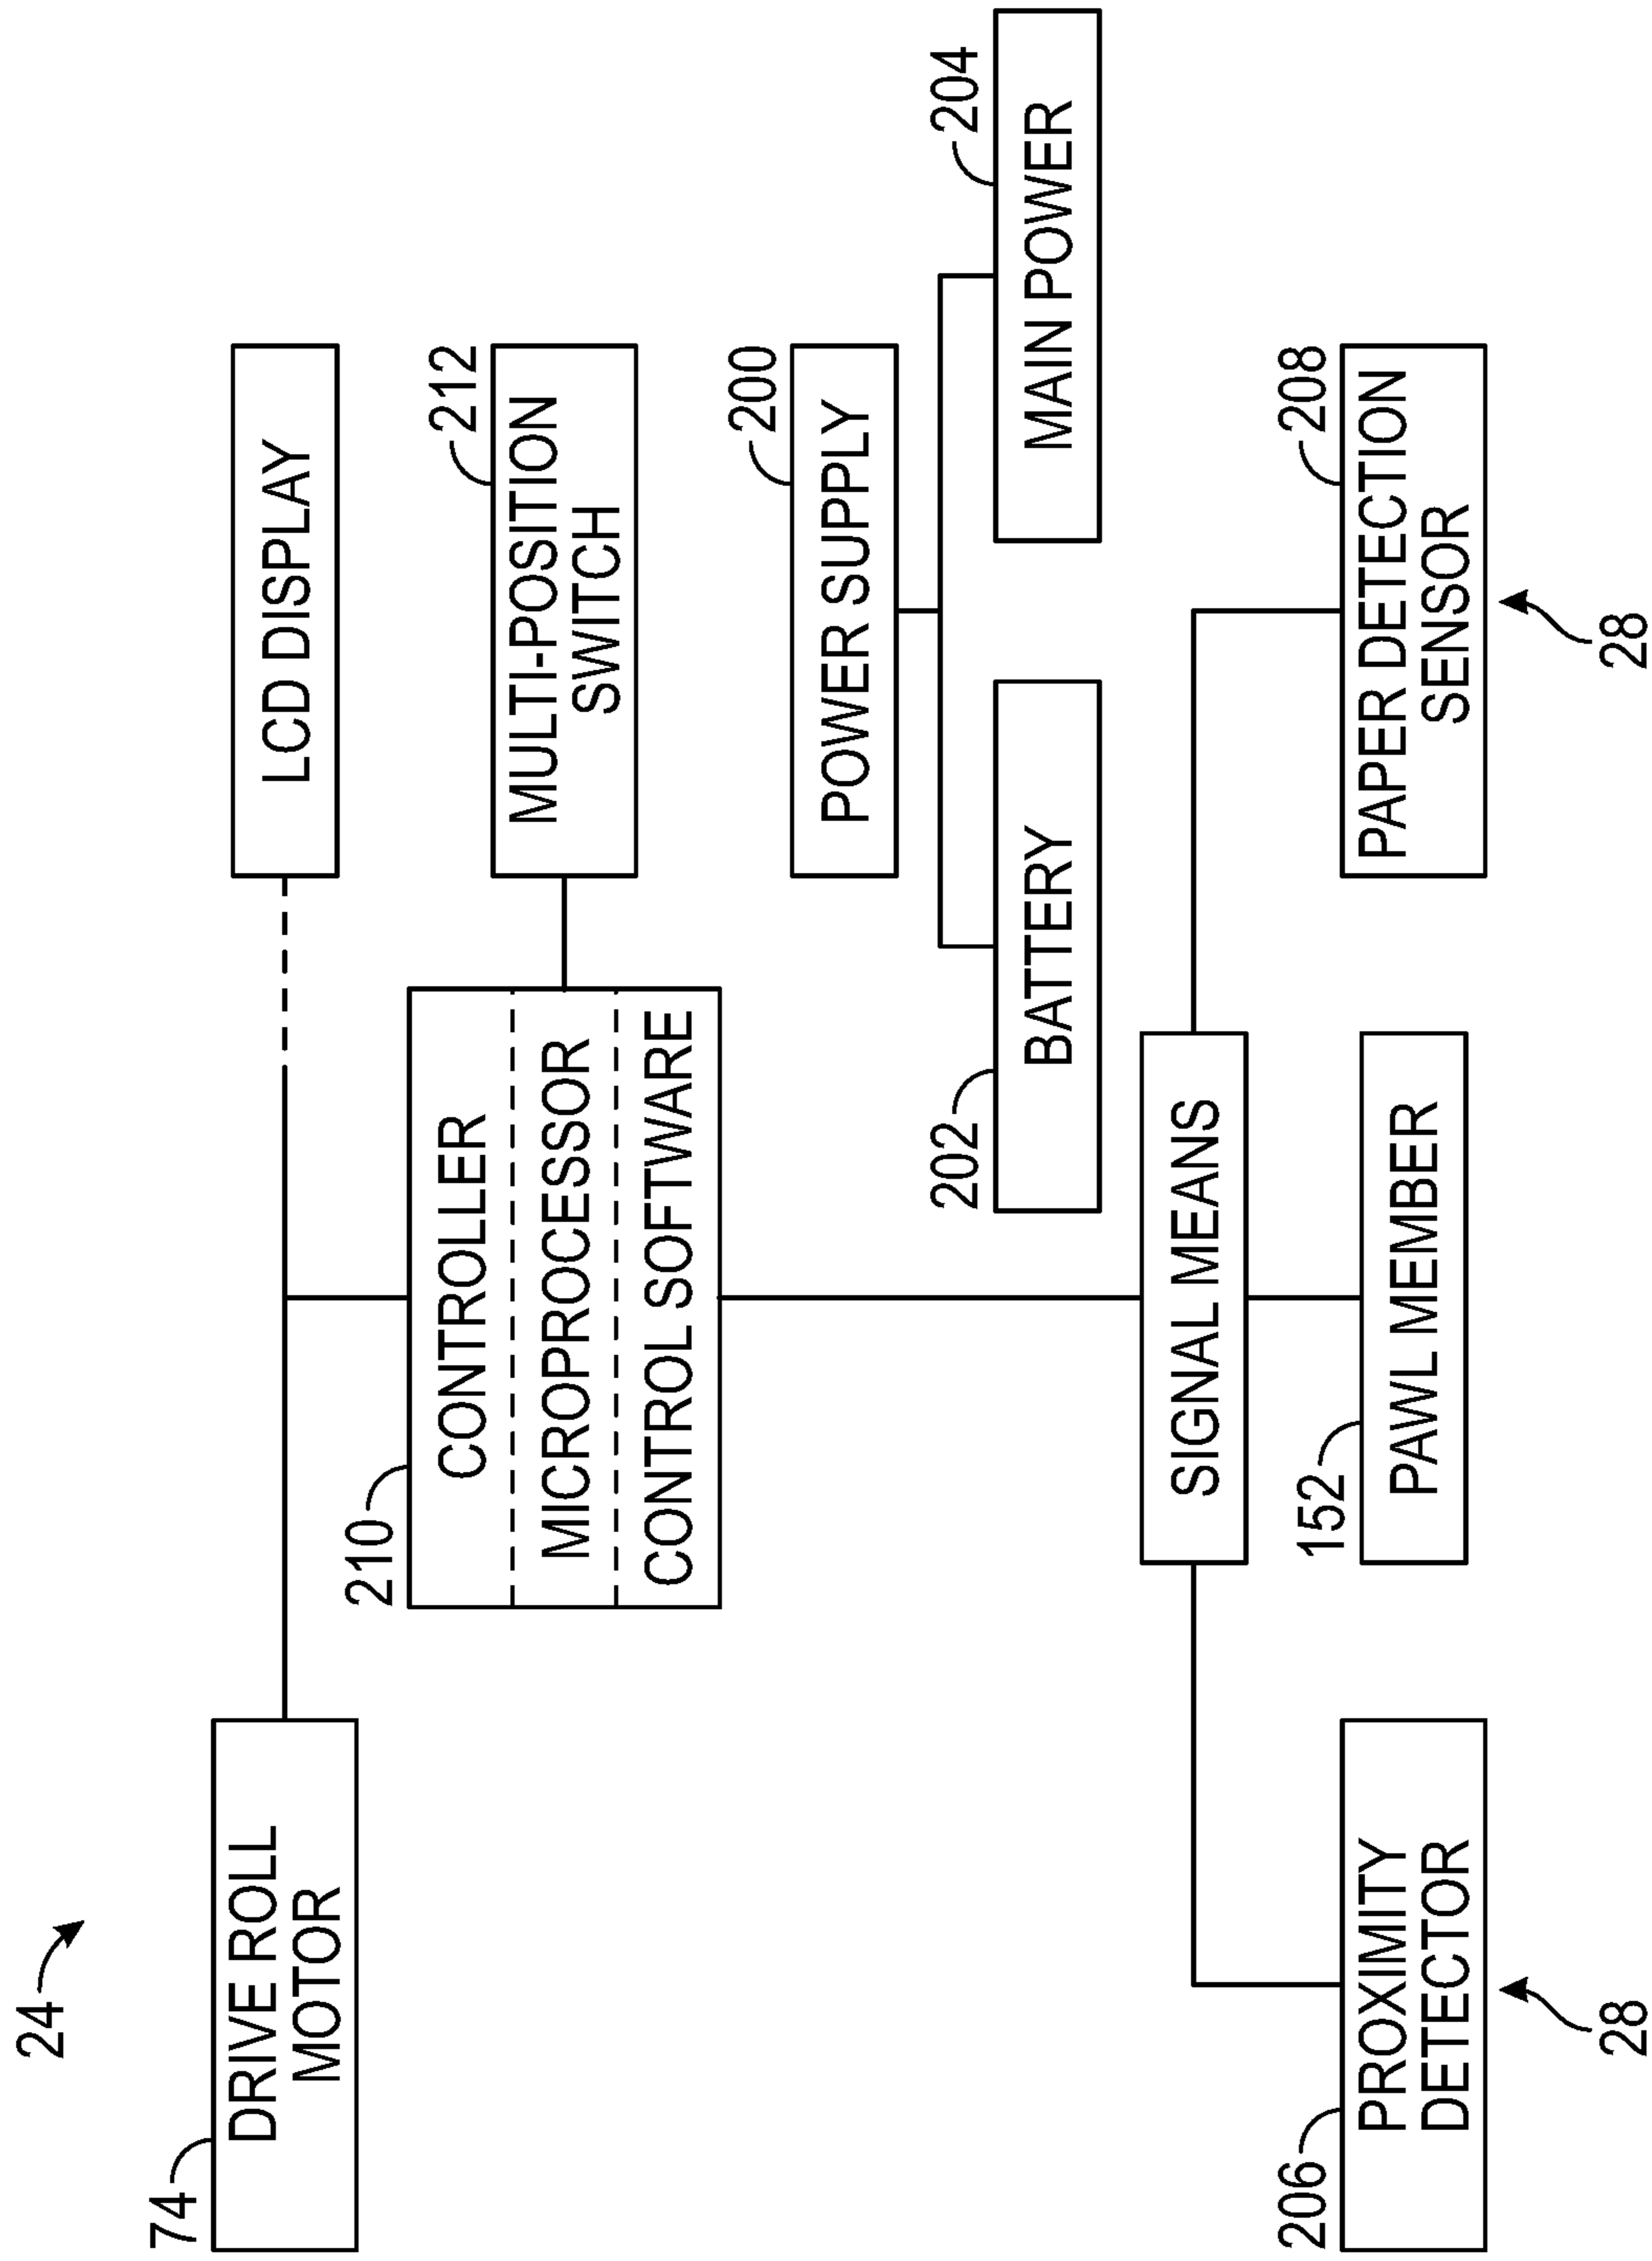 24
74
DRIVE ROLL
MOTOR
LCD DISPLAY
210
CONTROLLER
MICROPROCESSOR
CONTROL SOFTWARE
212
MULTI-POSITION
SWITCH
200
POWER SUPPLY
202
BATTERY
204
MAIN POWER
SIGNAL MEANS
206
PROXIMITY
DETECTOR
28
152
PAWL MEMBER
208
PAPER DETECTION
SENSOR
28